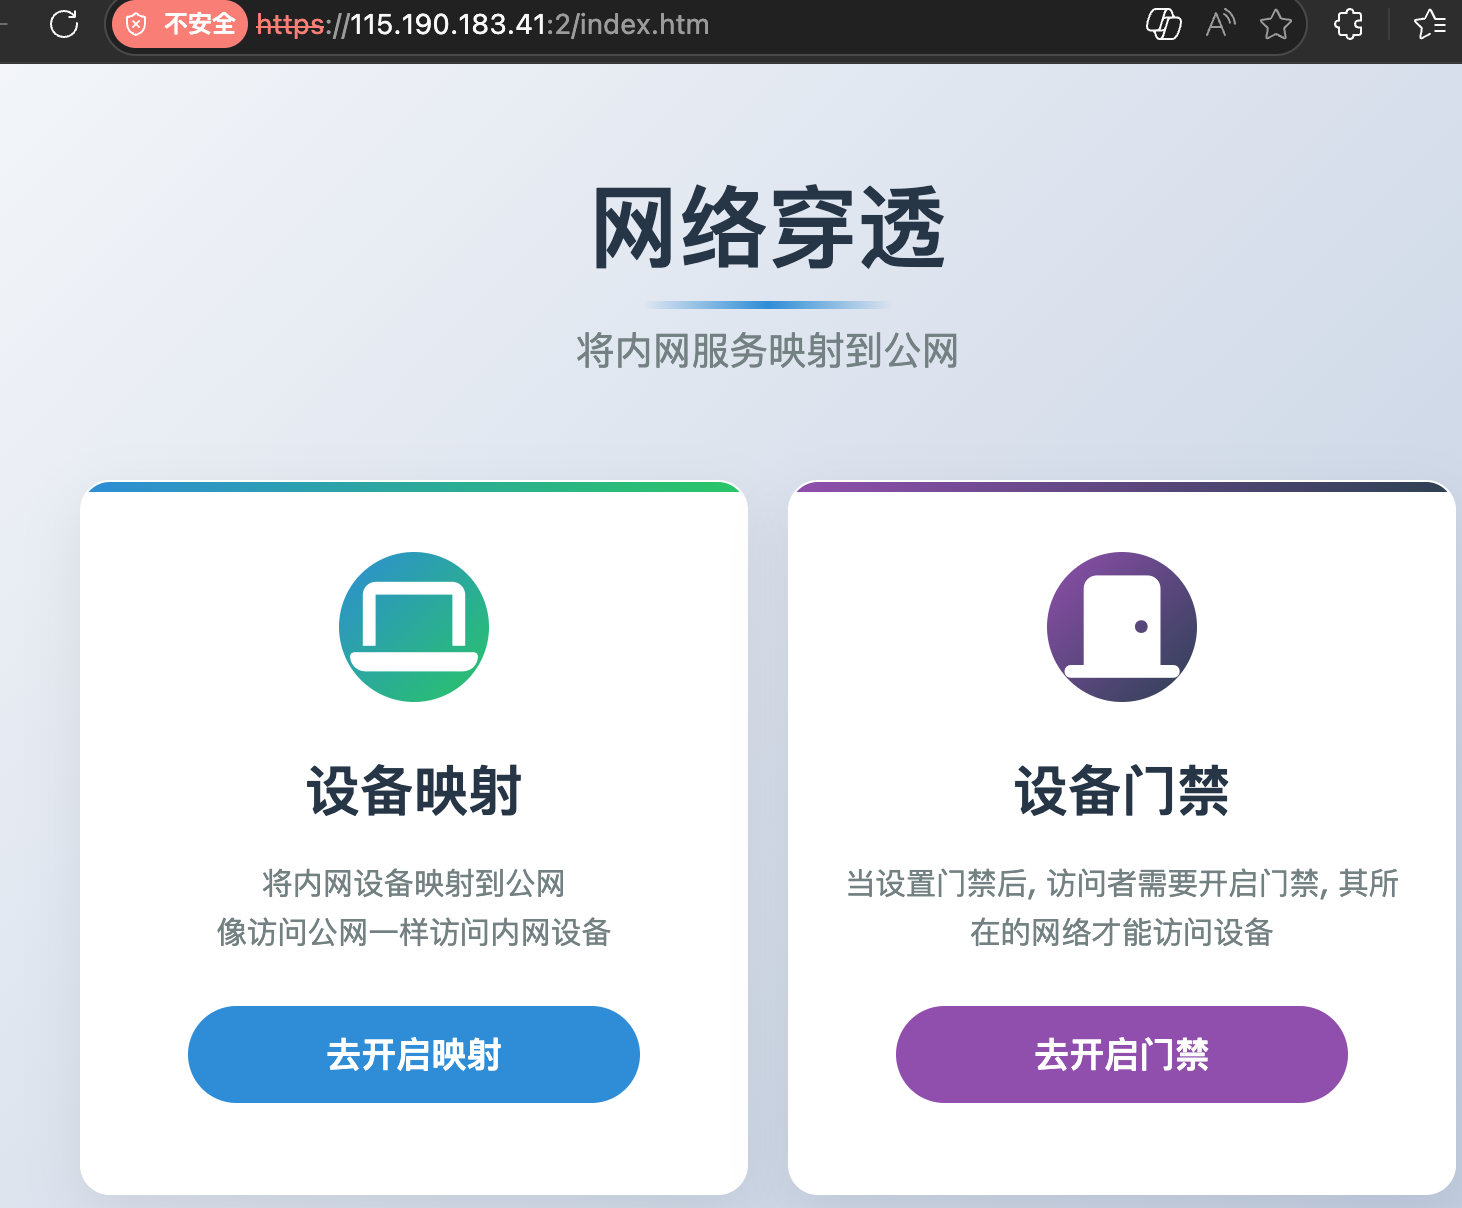 不安全 https://115.190.183.41:2/index.htm
网络穿透
将内网服务映射到公网
设备映射
将内网设备映射到公网
像访问公网一样访问内网设备
去开启映射
设备门禁
当设置门禁后, 访问者需要开启门禁, 其所
在的网络才能访问设备
去开启门禁